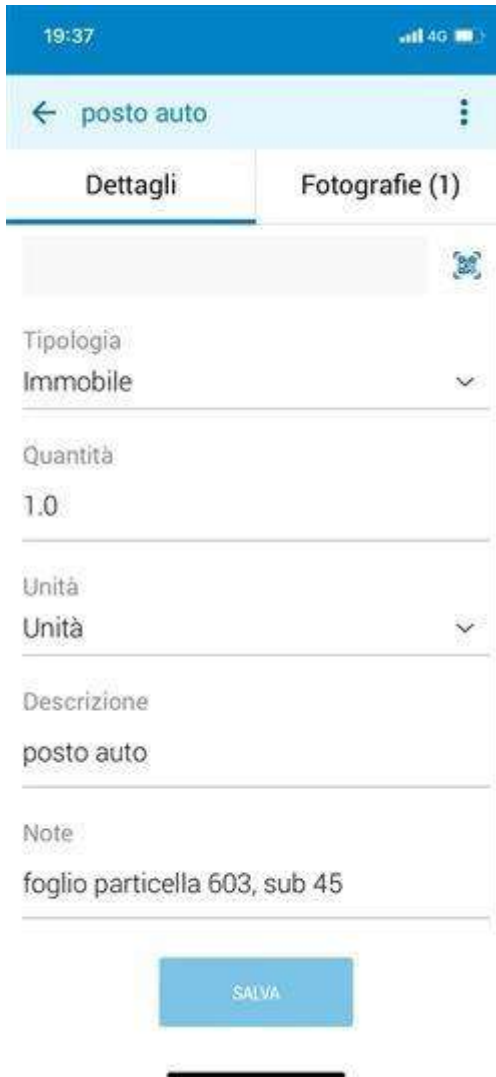 19:37 4G
posto auto
Dettagli Fotografie (1)
Tipologia
Immobile
Quantità
1.0
Unità
Unità
Descrizione
posto auto
Note
foglio particella 603, sub 45
SALVA